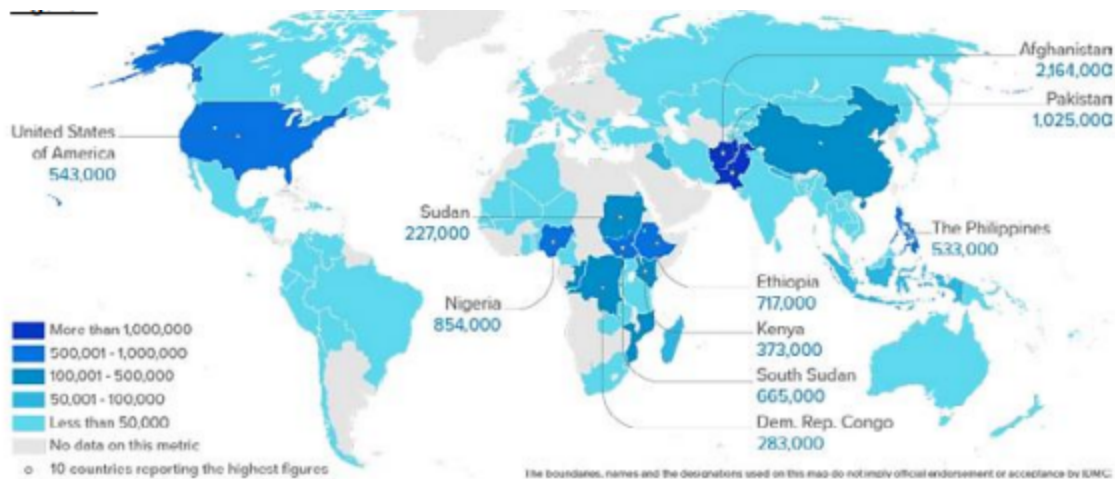 Afghanistan
2,164,000
Pakistan
1,025,000
United States
of America
543,000
Sudan
227,000
The Philippines
533,000
Nigeria
854,000
Ethiopia
717,000
Kenya
373,000
South Sudan
665,000
Dem. Rep. Congo
283,000
More than 1,000,000
500,001 - 1,000,000
100,001 - 500,000
50,001 - 100,000
Less than 50,000
No data on this metric
10 countries reporting the highest figures
The boundaries, names and the designations used on this map do not imply official endorsement or acceptance by IDMC.